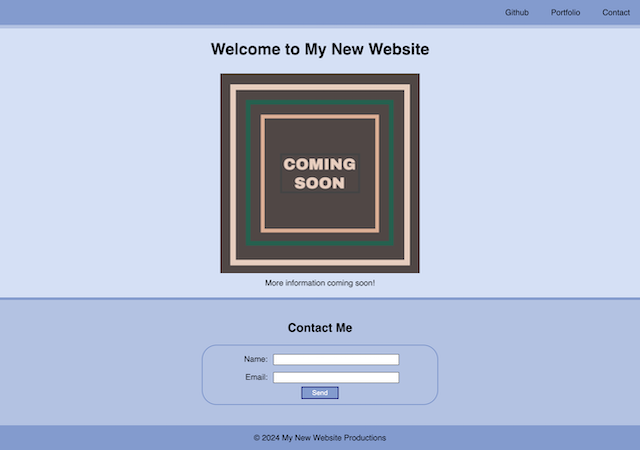 Github Portfolio Contact
Welcome to My New Website
COMING
SOON
More information coming soon!
Contact Me
Name:
Email:
Send
© 2024 My New Website Productions